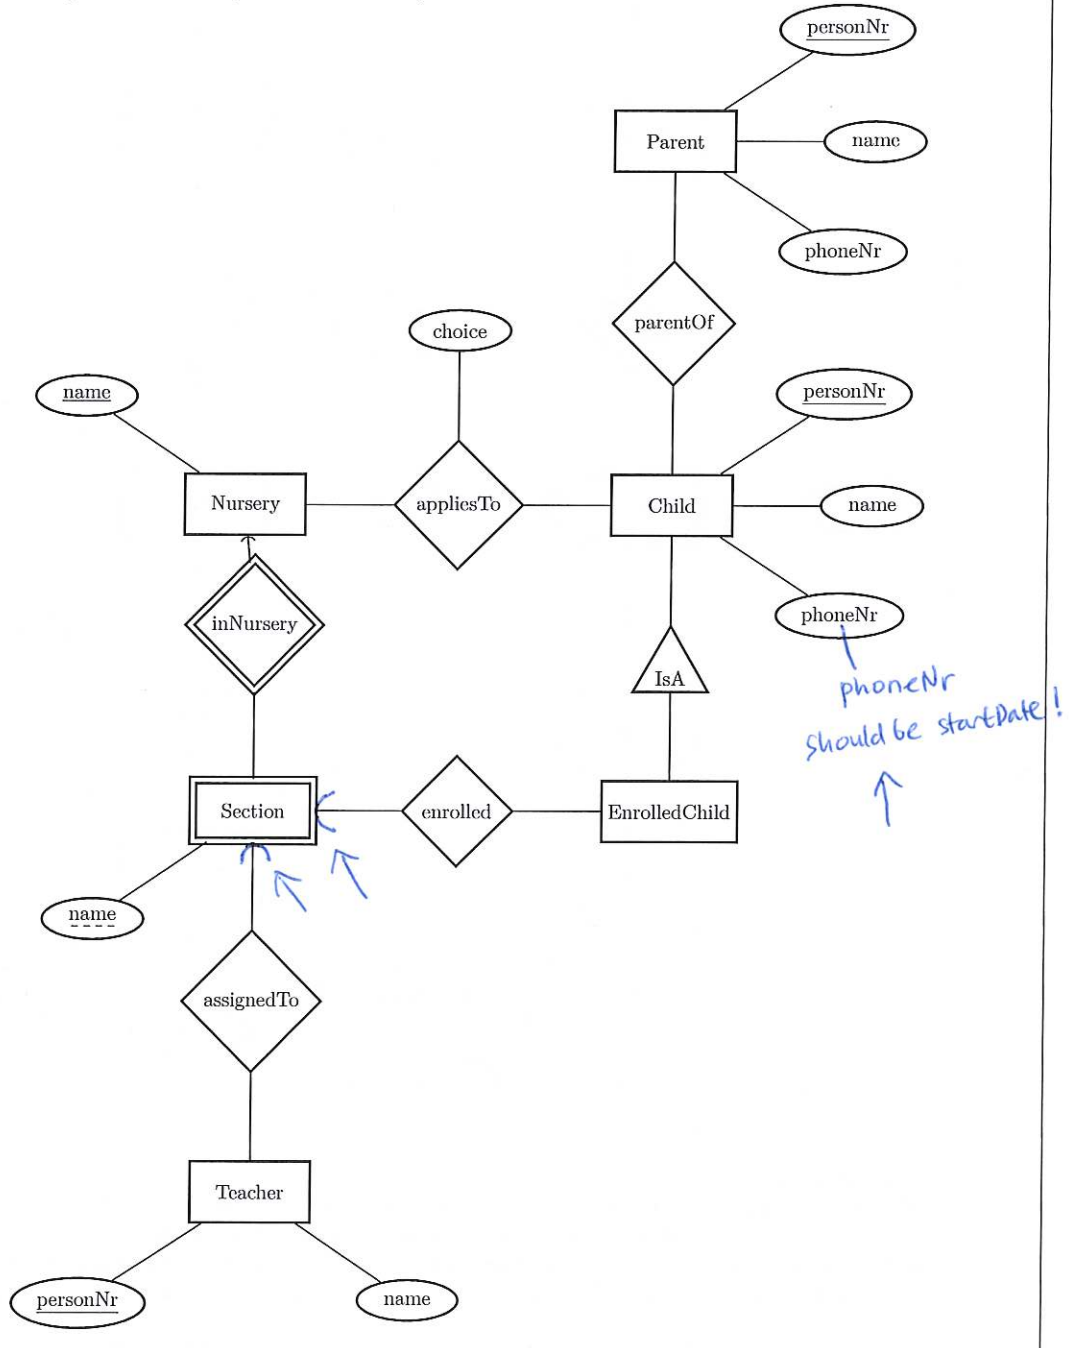 personNr
Parent
name
phoneNr
parentOf
choice
name
personNr
Nursery
appliesTo
Child
name
inNursery
phoneNr
IsA
phoneNr
should be startDate!
Section
enrolled
EnrolledChild
name
assignedTo
Teacher
personNr
name